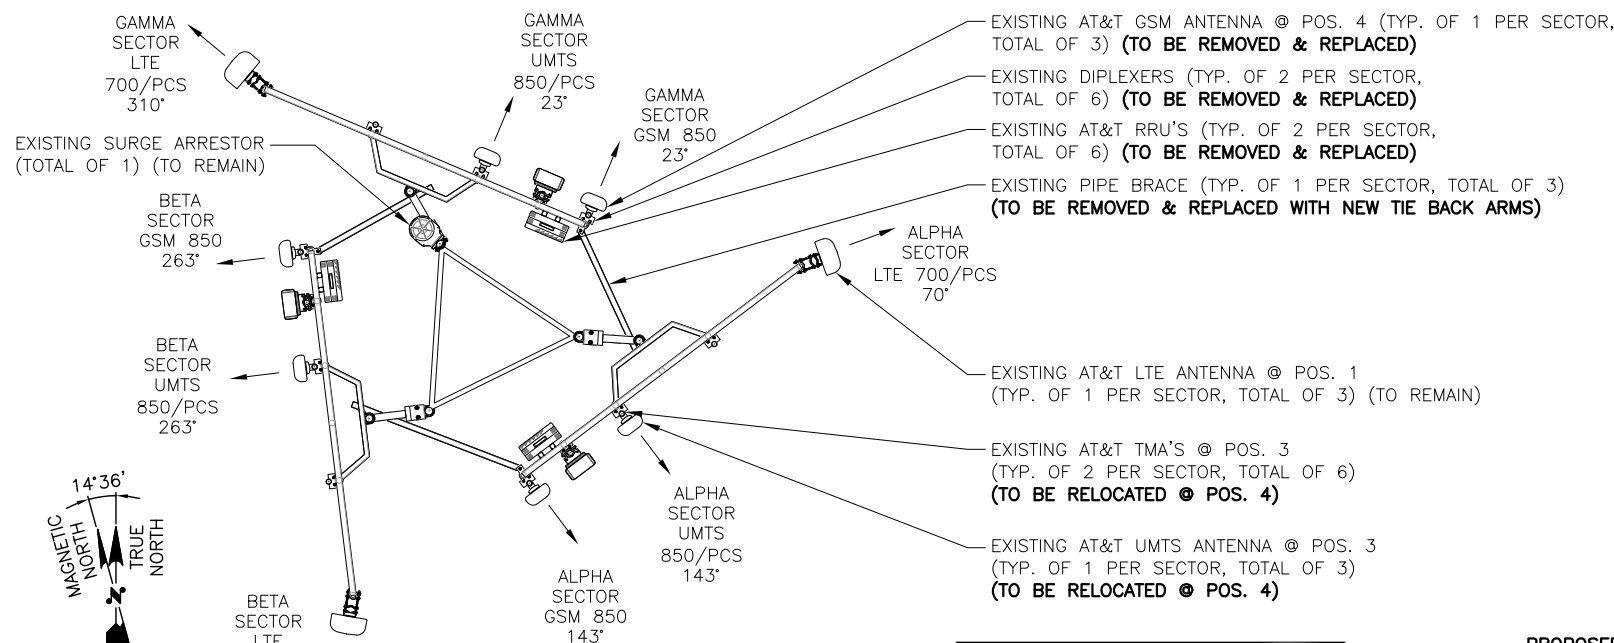 GAMMA
SECTOR
LTE
700/PCS
310°
GAMMA
SECTOR
UMTS
850/PCS
23°
GAMMA
SECTOR
GSM 850
23°
EXISTING SURGE ARRESTOR
(TOTAL OF 1) (TO REMAIN)
BETA
SECTOR
GSM 850
263°
BETA
SECTOR
UMTS
850/PCS
263°
ALPHA
SECTOR
LTE 700/PCS
70°
ALPHA
SECTOR
UMTS
850/PCS
143°
ALPHA
SECTOR
GSM 850
143°
BETA
SECTOR
LTE
14°36'
MAGNETIC
NORTH
TRUE
NORTH
N
EXISTING AT&T GSM ANTENNA @ POS. 4 (TYP. OF 1 PER SECTOR,
TOTAL OF 3) (TO BE REMOVED & REPLACED)
EXISTING DIPLEXERS (TYP. OF 2 PER SECTOR,
TOTAL OF 6) (TO BE REMOVED & REPLACED)
EXISTING AT&T RRU'S (TYP. OF 2 PER SECTOR,
TOTAL OF 6) (TO BE REMOVED & REPLACED)
EXISTING PIPE BRACE (TYP. OF 1 PER SECTOR, TOTAL OF 3)
(TO BE REMOVED & REPLACED WITH NEW TIE BACK ARMS)
EXISTING AT&T LTE ANTENNA @ POS. 1
(TYP. OF 1 PER SECTOR, TOTAL OF 3) (TO REMAIN)
EXISTING AT&T TMA'S @ POS. 3
(TYP. OF 2 PER SECTOR, TOTAL OF 6)
(TO BE RELOCATED @ POS. 4)
EXISTING AT&T UMTS ANTENNA @ POS. 3
(TYP. OF 1 PER SECTOR, TOTAL OF 3)
(TO BE RELOCATED @ POS. 4)
PROPOSED